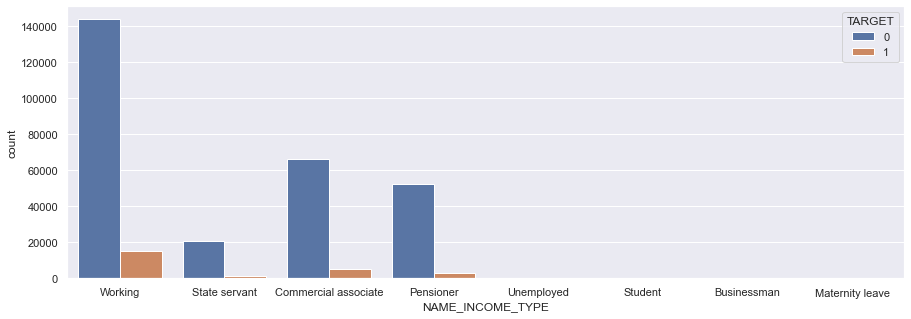 TARGET
0
1
count
140000
120000
100000
80000
60000
40000
20000
0
Working State servant Commercial associate Pensioner Unemployed Student Businessman Maternity leave
NAME_INCOME_TYPE